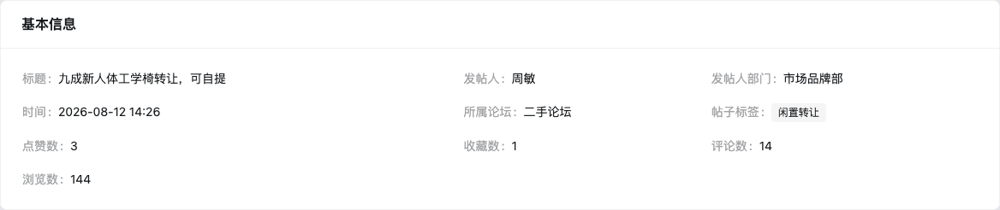 基本信息
标题：九成新人体工学椅转让，可自提 发帖人：周敏 发帖人部门：市场品牌部
时间：2026-08-12 14:26 所属论坛：二手论坛 帖子标签：闲置转让
点赞数：3 收藏数：1 评论数：14
浏览数：144